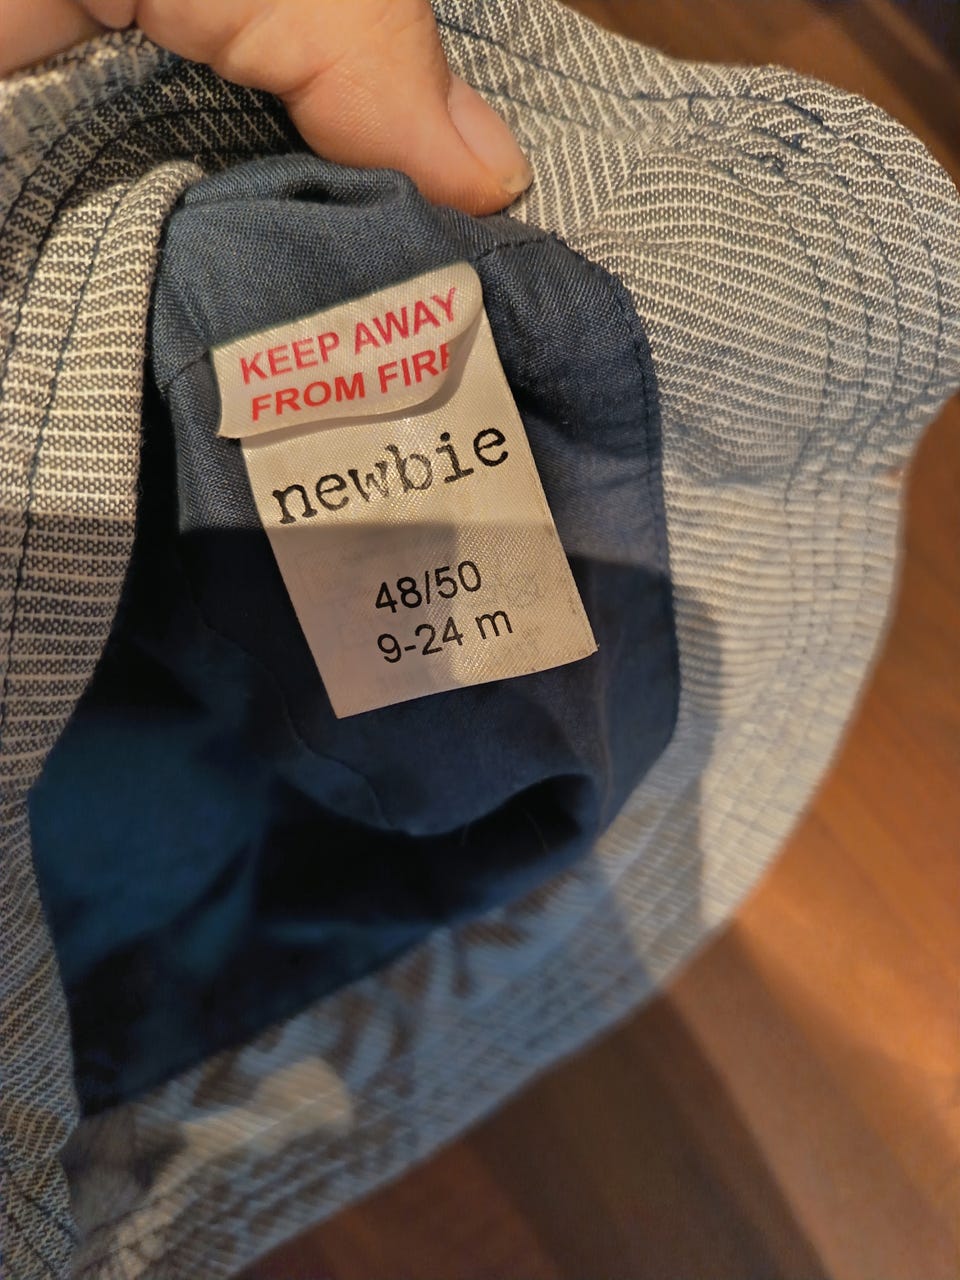 KEEP AWAY
FROM FIRE
newbie
48/50
9-24 m